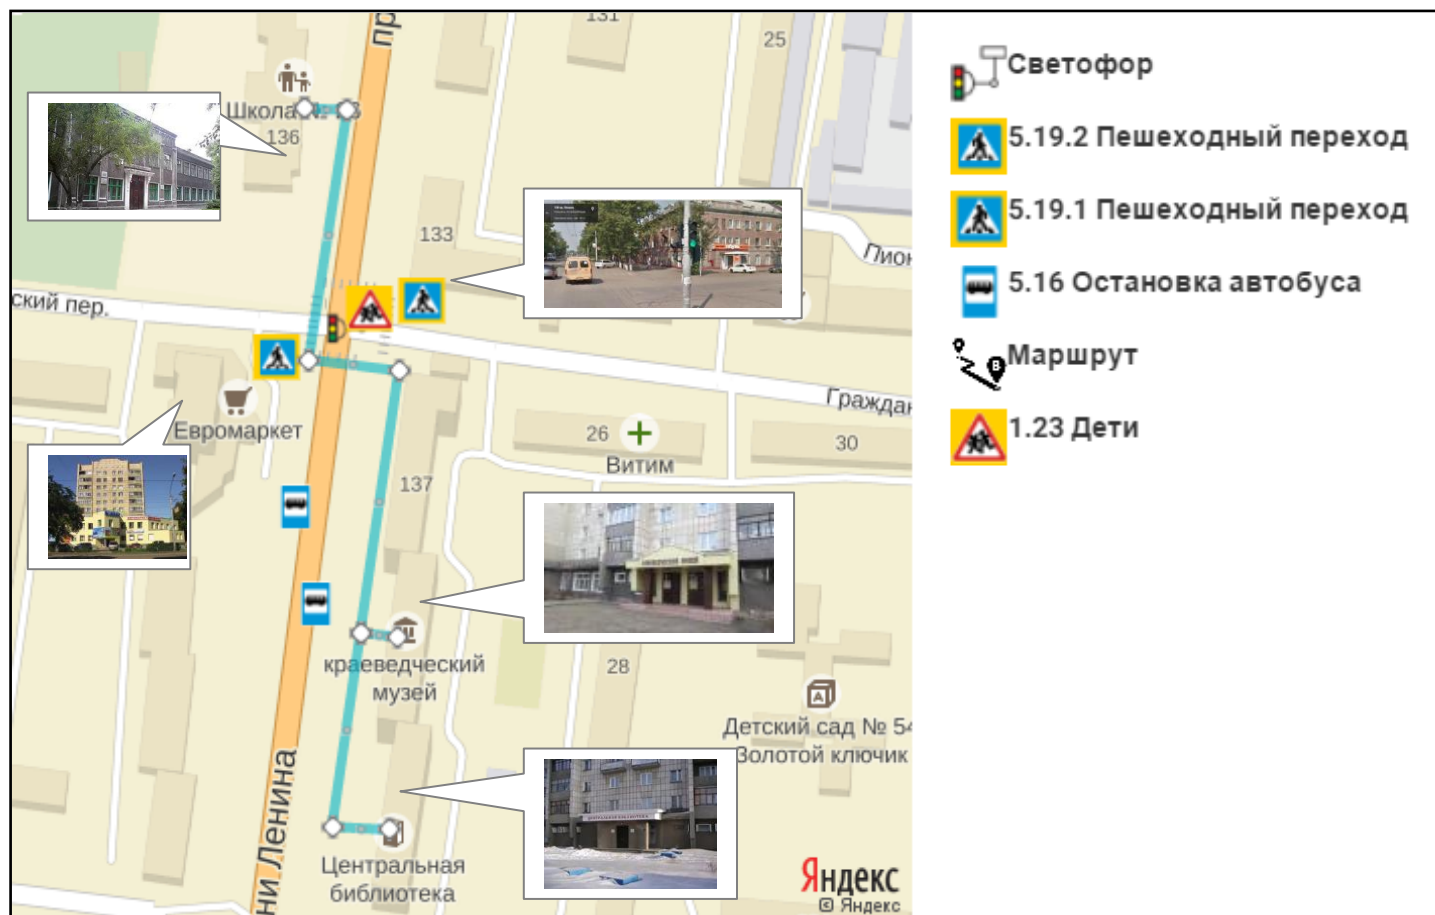 пр
131
25
Школа № 13
136
133
Пион
ский пер.
Граждан
Евромаркет
26
Витим
30
137
краеведческий
музей
28
Детский сад № 54
Золотой ключик
ни Ленина
Центральная
библиотека
Яндекс
© Яндекс
Светофор
5.19.2 Пешеходный переход
5.19.1 Пешеходный переход
5.16 Остановка автобуса
Маршрут
1.23 Дети